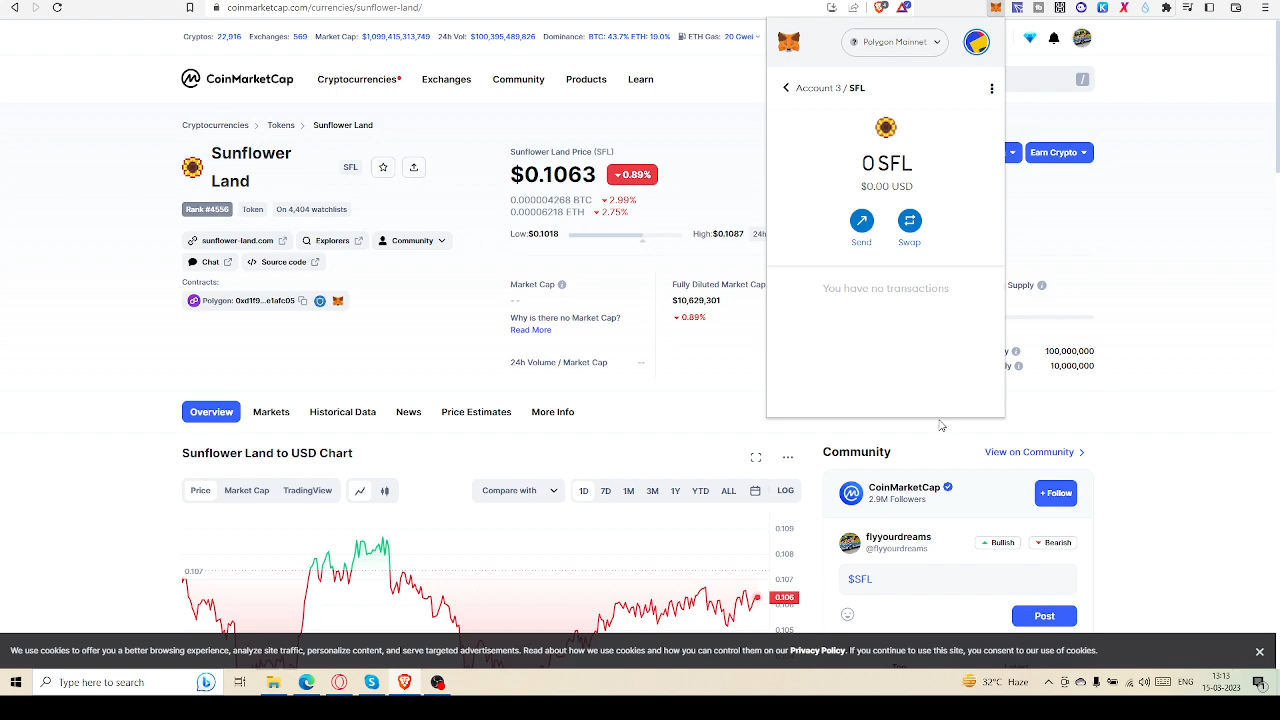 coinmarketcap.com/currencies/sunflower-land/
Cryptos: 22,916 Exchanges: 569 Market Cap: $1,099,415,313,749 24h Vol: $100,395,489,826 Dominance: BTC: 43.7% ETH: 19.0% ETH Gas: 20 Gwei
CoinMarketCap Cryptocurrencies Exchanges Community Products Learn
/
Cryptocurrencies > Tokens > Sunflower Land
Sunflower
Land
SFL
Rank #4556 Token On 4,404 watchlists
sunflower-land.com Explorers Community
Chat Source code
Contracts:
Polygon: 0xd1f9...e1afc05
Sunflower Land Price (SFL)
$0.1063 0.89%
0.000004268 BTC 2.99%
0.00006218 ETH 2.75%
Low: $0.1018 High: $0.1087 24h
Market Cap
- -
Why is there no Market Cap?
Read More
24h Volume / Market Cap --
Fully Diluted Market Cap
$10,629,301
0.89%
Polygon Mainnet
Account 3 / SFL
0 SFL
$0.00 USD
Send Swap
You have no transactions
Earn Crypto
Supply
100,000,000
10,000,000
Overview Markets Historical Data News Price Estimates More Info
Sunflower Land to USD Chart
Price Market Cap TradingView
Compare with 1D 7D 1M 3M 1Y YTD ALL LOG
0.109
0.108
0.107
0.107
0.106
0.106
0.105
Community View on Community >
CoinMarketCap
2.9M Followers
+ Follow
flyyourdreams
@flyyourdreams
Bullish Bearish
$SFL
Post
We use cookies to offer you a better browsing experience, analyze site traffic, personalize content, and serve targeted advertisements. Read about how we use cookies and how you can control them on our Privacy Policy. If you continue to use this site, you consent to our use of cookies.
Type here to search
32°C Haze
ENG
13:13
15-03-2023